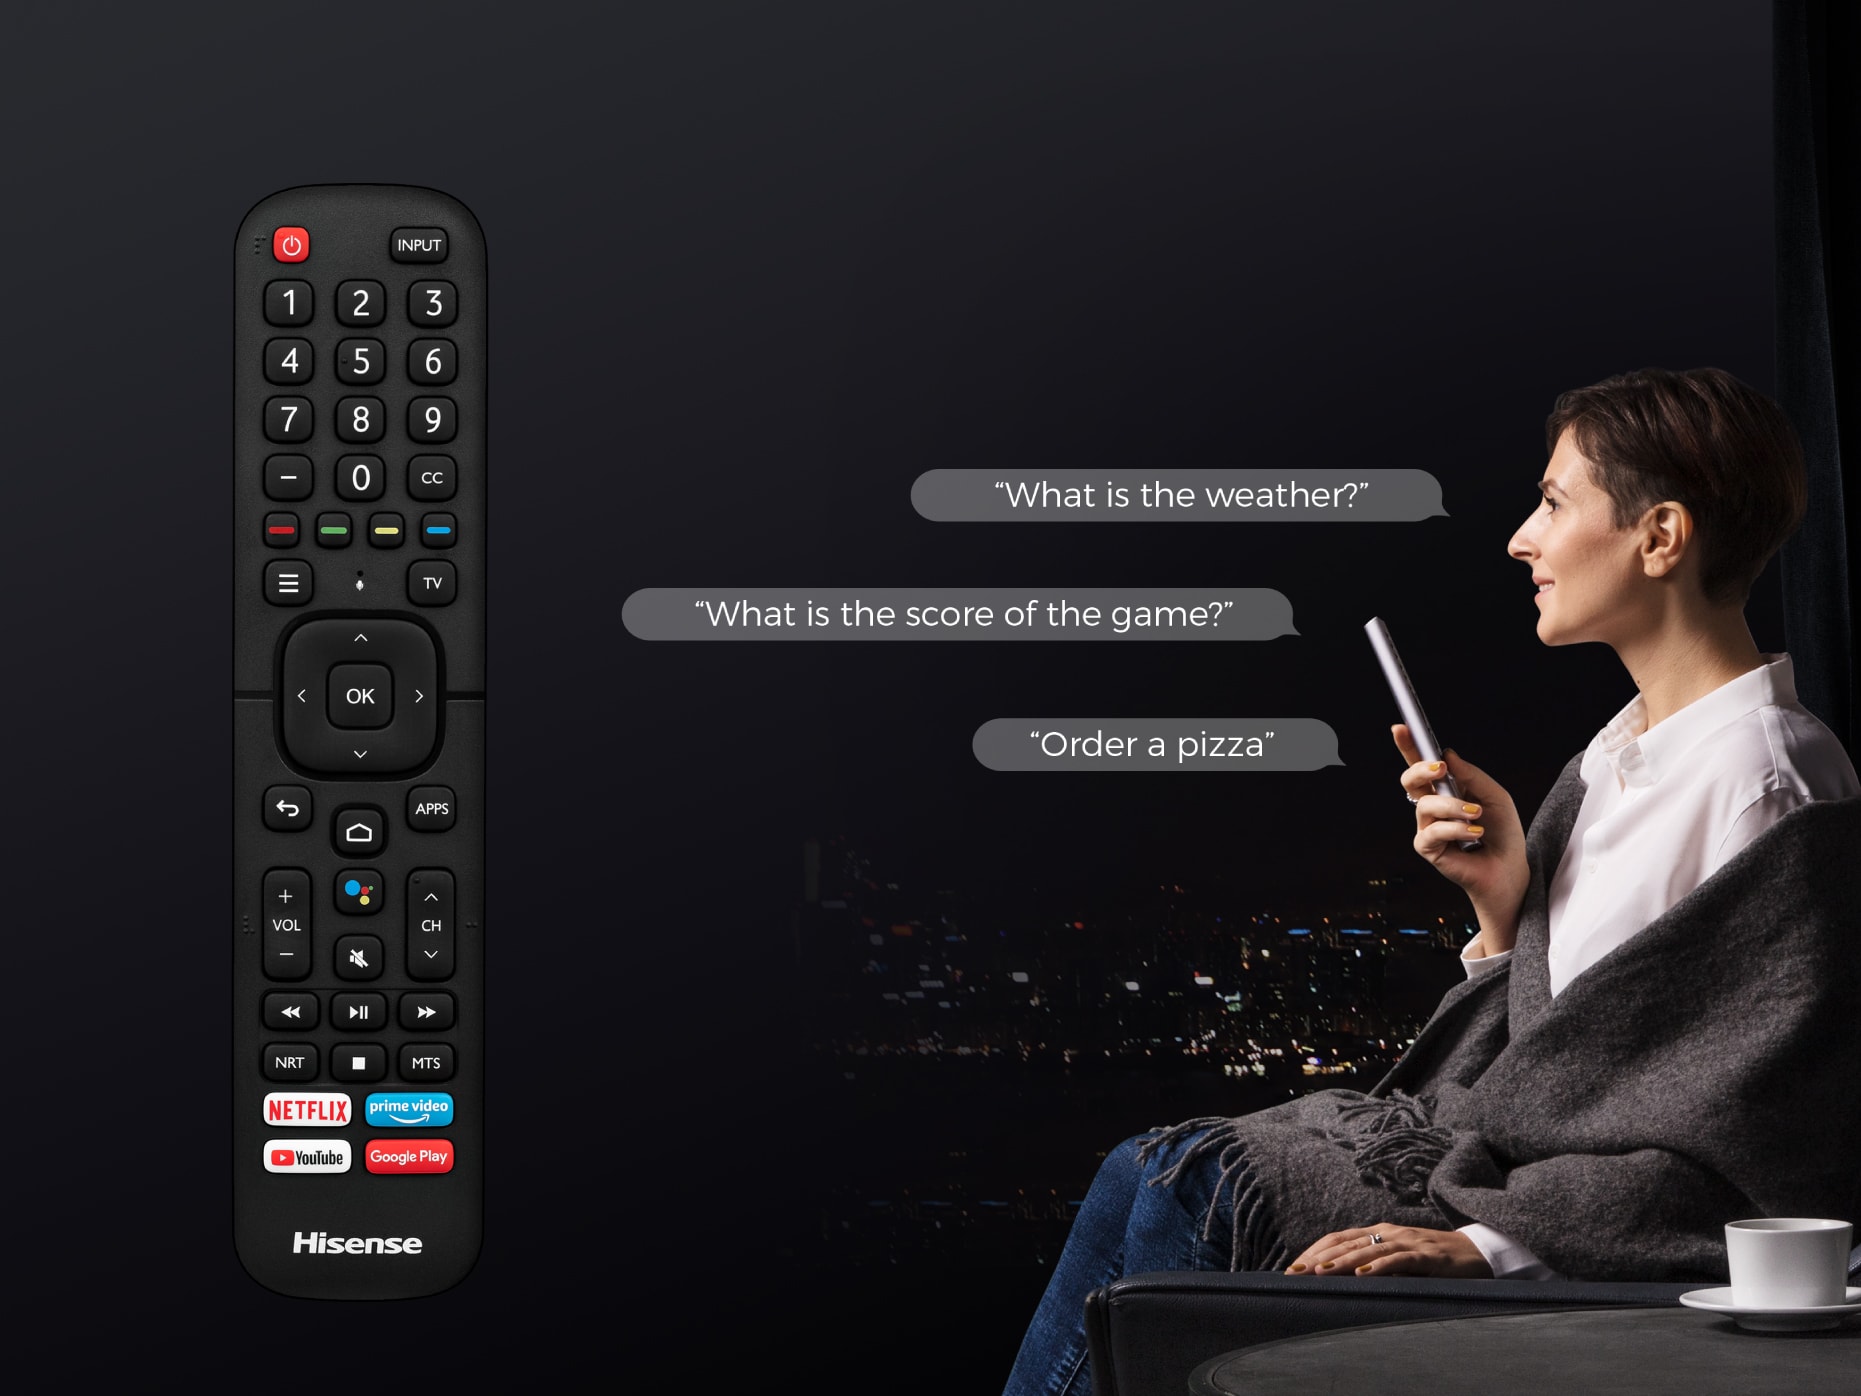 INPUT
1 2 3
4 5 6
7 8 9
0 CC
TV
OK
APPS
+ VOL − CH
NRT MTS
NETFLIX prime video
YouTube Google Play
Hisense
“What is the weather?”
“What is the score of the game?”
“Order a pizza”